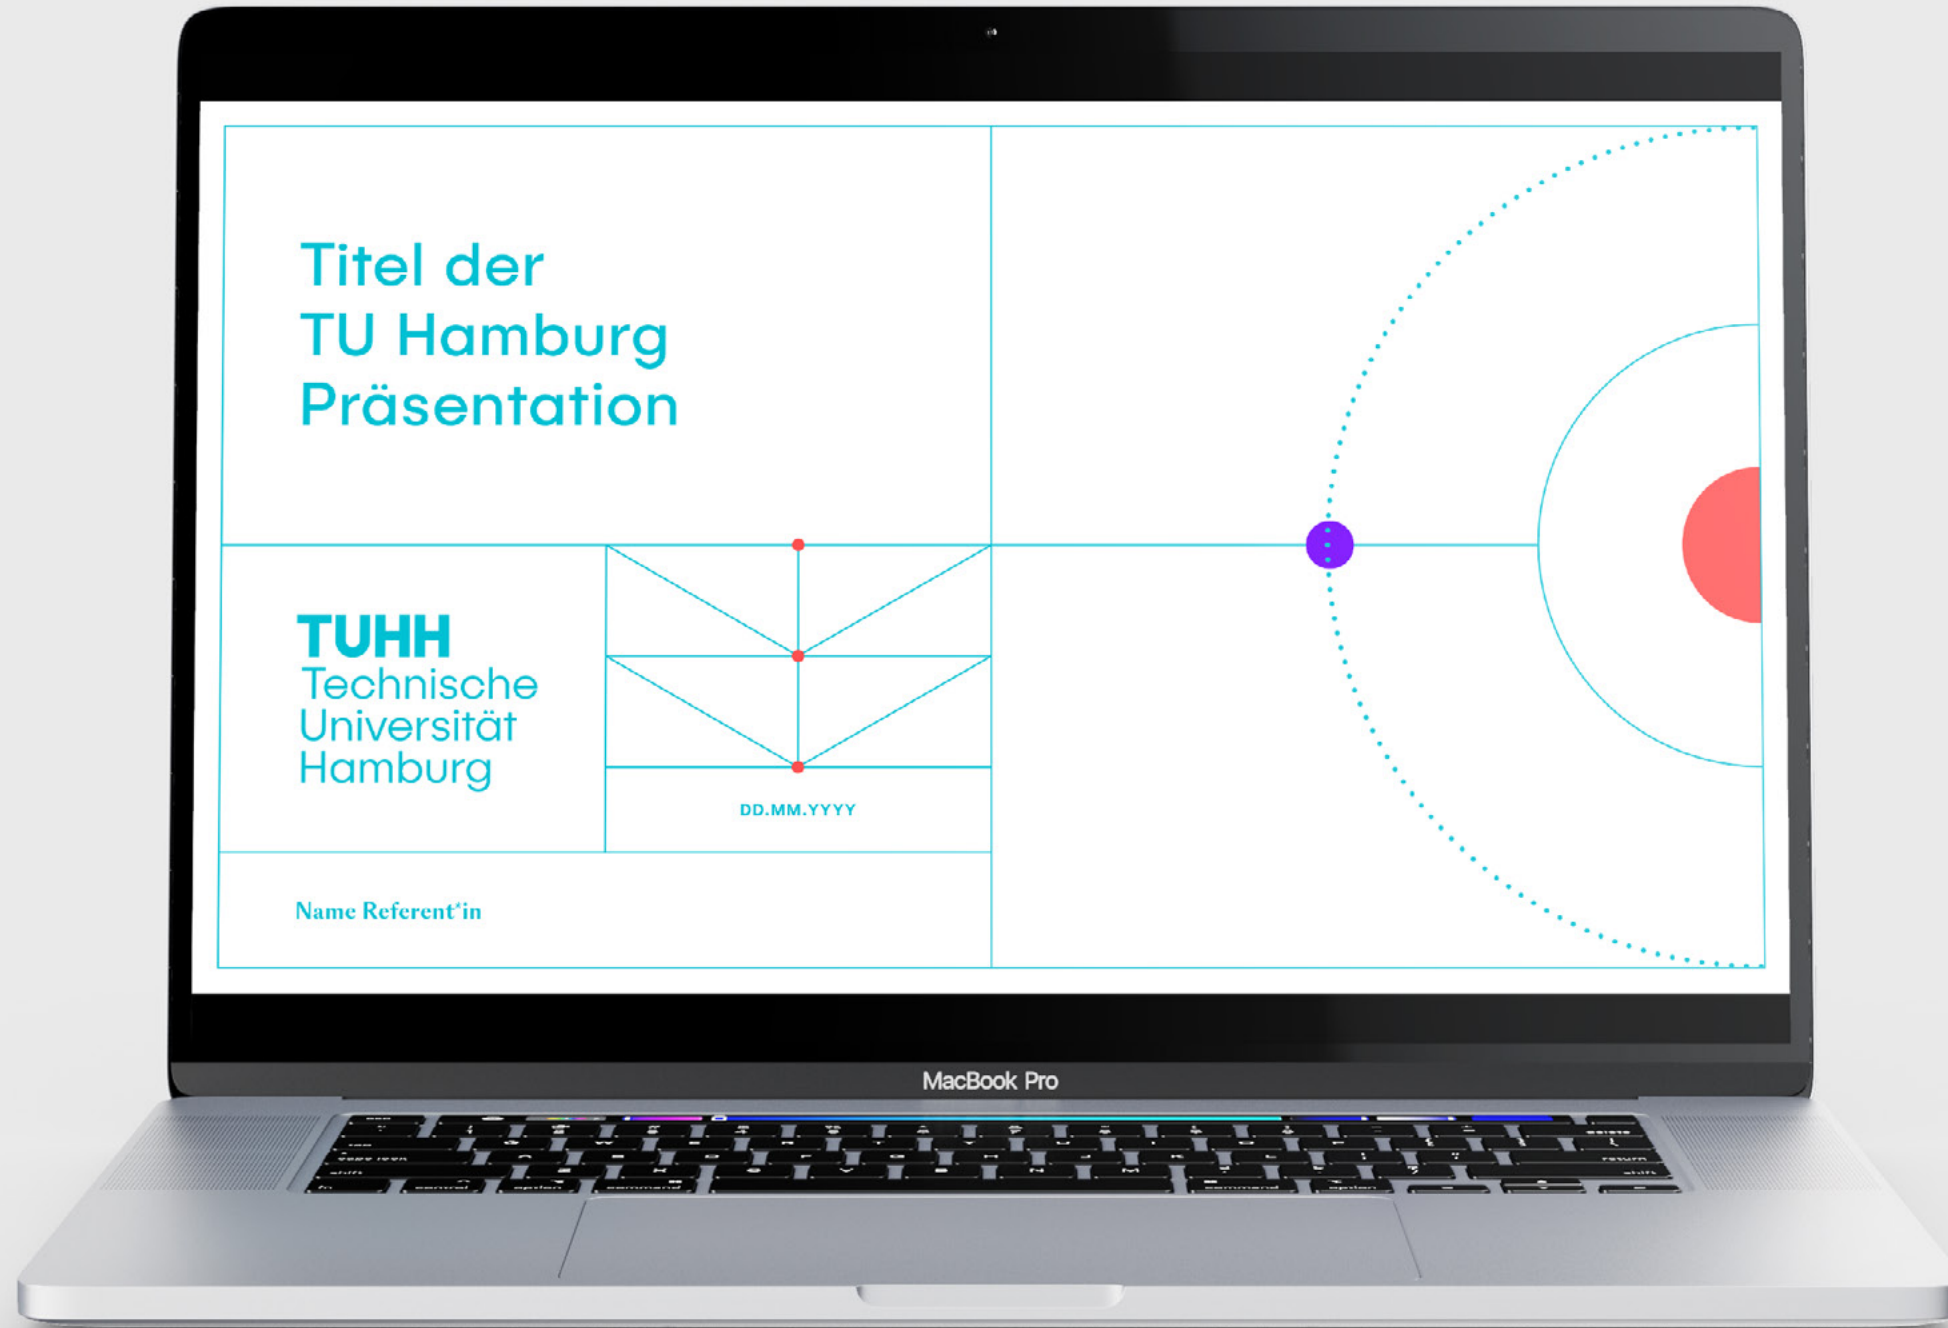 Titel der
TU Hamburg
Präsentation
TUHH
Technische
Universität
Hamburg
DD.MM.YYYY
Name Referent*in
MacBook Pro